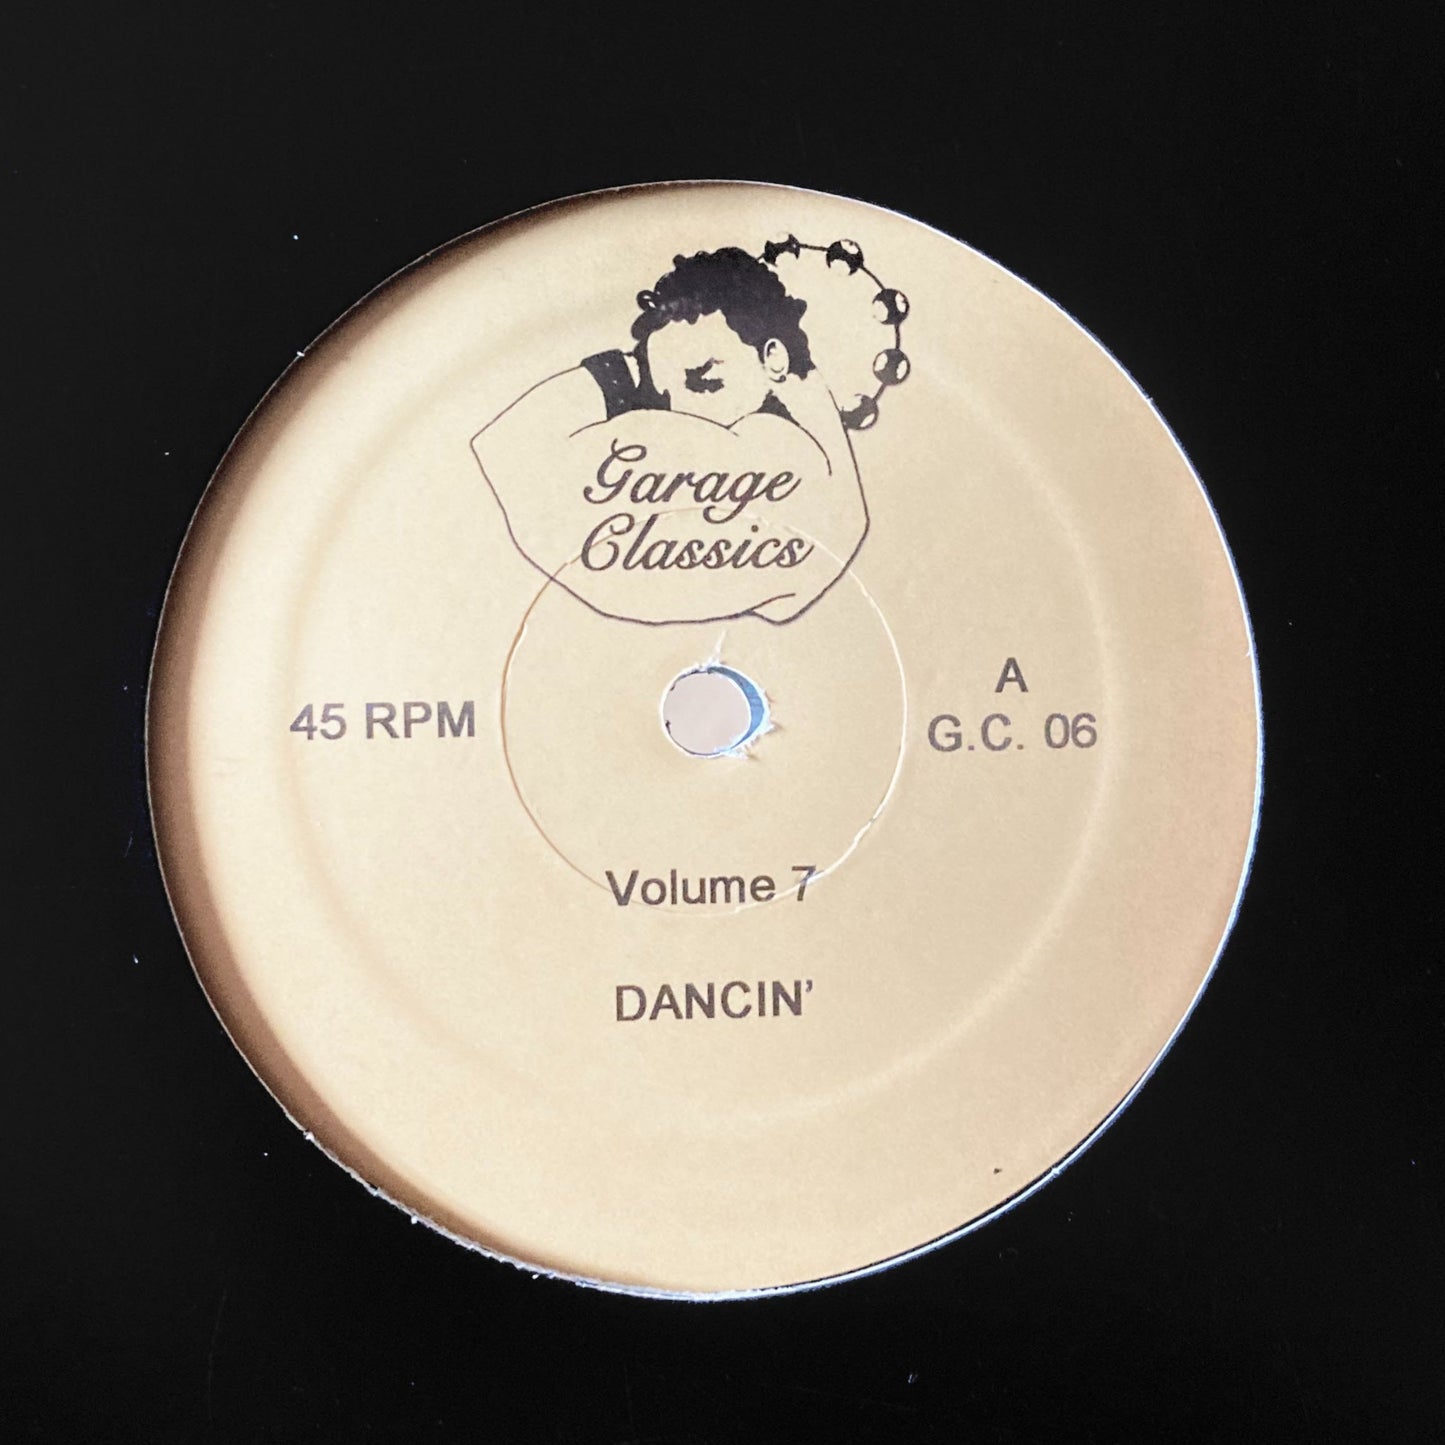 Garage
Classics
45 RPM
A
G.C. 06
Volume 7
DANCIN’